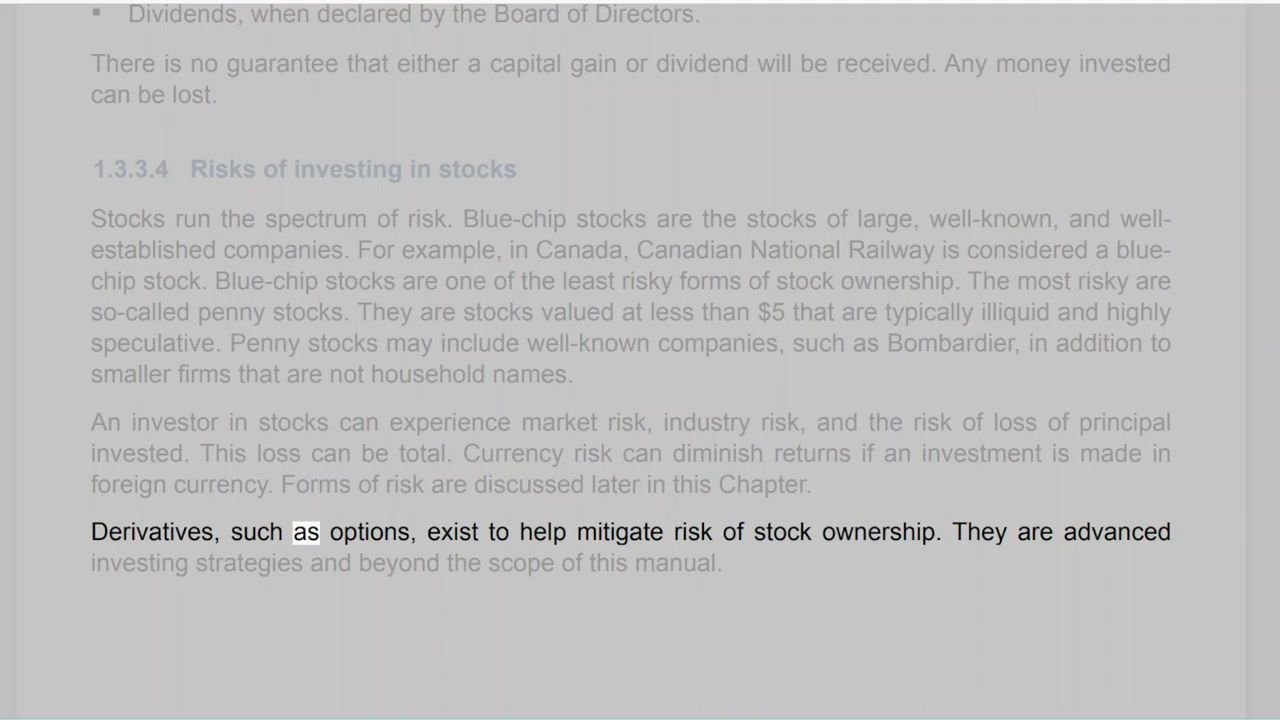 ▪ Dividends, when declared by the Board of Directors.
There is no guarantee that either a capital gain or dividend will be received. Any money invested
can be lost.
1.3.3.4 Risks of investing in stocks
Stocks run the spectrum of risk. Blue-chip stocks are the stocks of large, well-known, and well-
established companies. For example, in Canada, Canadian National Railway is considered a blue-
chip stock. Blue-chip stocks are one of the least risky forms of stock ownership. The most risky are
so-called penny stocks. They are stocks valued at less than $5 that are typically illiquid and highly
speculative. Penny stocks may include well-known companies, such as Bombardier, in addition to
smaller firms that are not household names.
An investor in stocks can experience market risk, industry risk, and the risk of loss of principal
invested. This loss can be total. Currency risk can diminish returns if an investment is made in
foreign currency. Forms of risk are discussed later in this Chapter.
Derivatives, such as options, exist to help mitigate risk of stock ownership. They are advanced
investing strategies and beyond the scope of this manual.